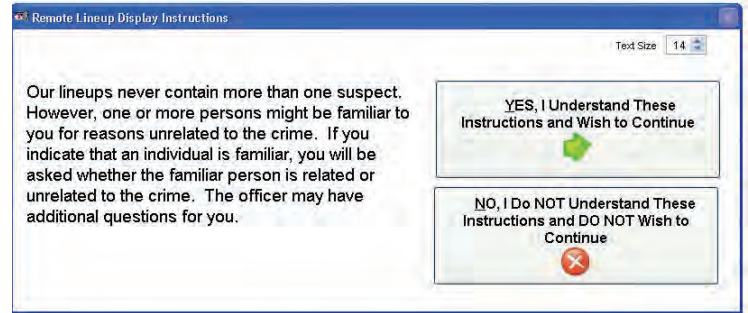 Remote Lineup Display Instructions
Text Size 14
Our lineups never contain more than one suspect.
However, one or more persons might be familiar to
you for reasons unrelated to the crime.  If you
indicate that an individual is familiar, you will be
asked whether the familiar person is related or
unrelated to the crime.  The officer may have
additional questions for you.
YES, I Understand These
Instructions and Wish to Continue
NO, I Do NOT Understand These
Instructions and DO NOT Wish to
Continue